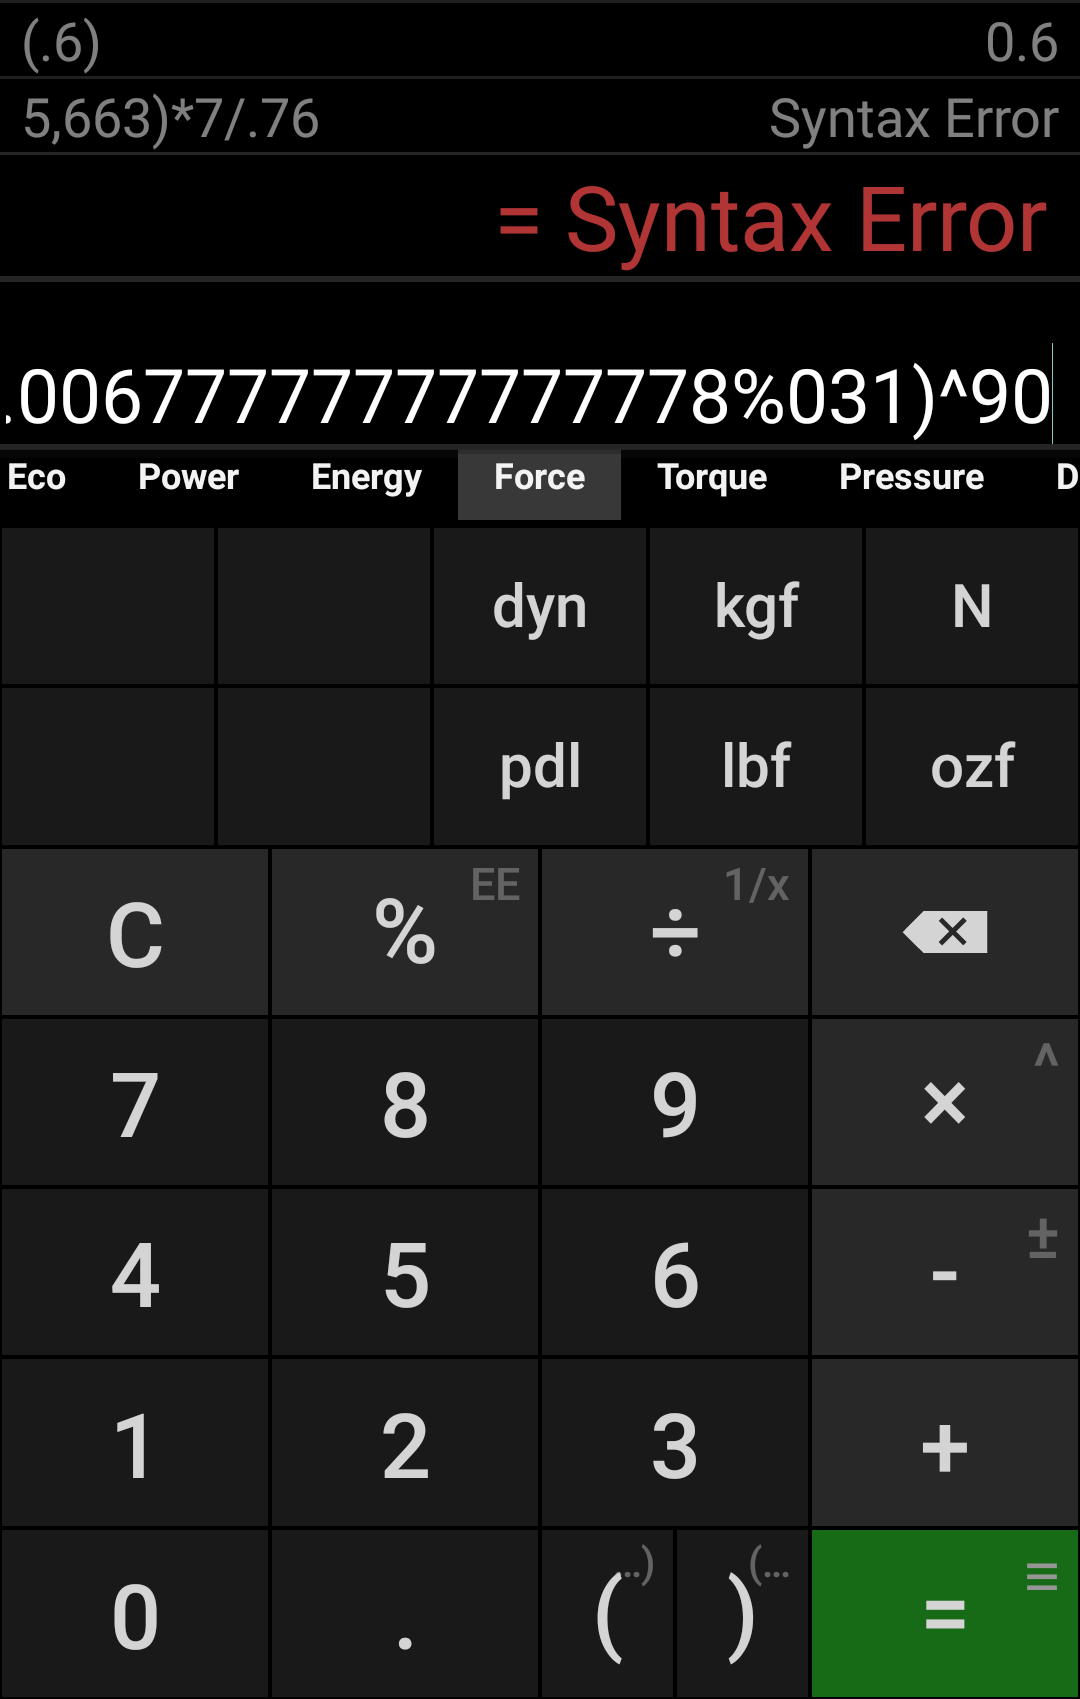 (.6) 0.6
5,663)*7/.76 Syntax Error
= Syntax Error
.0067777777777777778%031)^90
Eco Power Energy Force Torque Pressure D
dyn kgf N
pdl lbf ozf
C % EE ÷ 1/x
7 8 9 × ^
4 5 6 - ±
1 2 3 +
0 . ( ..) ) (... = ≡